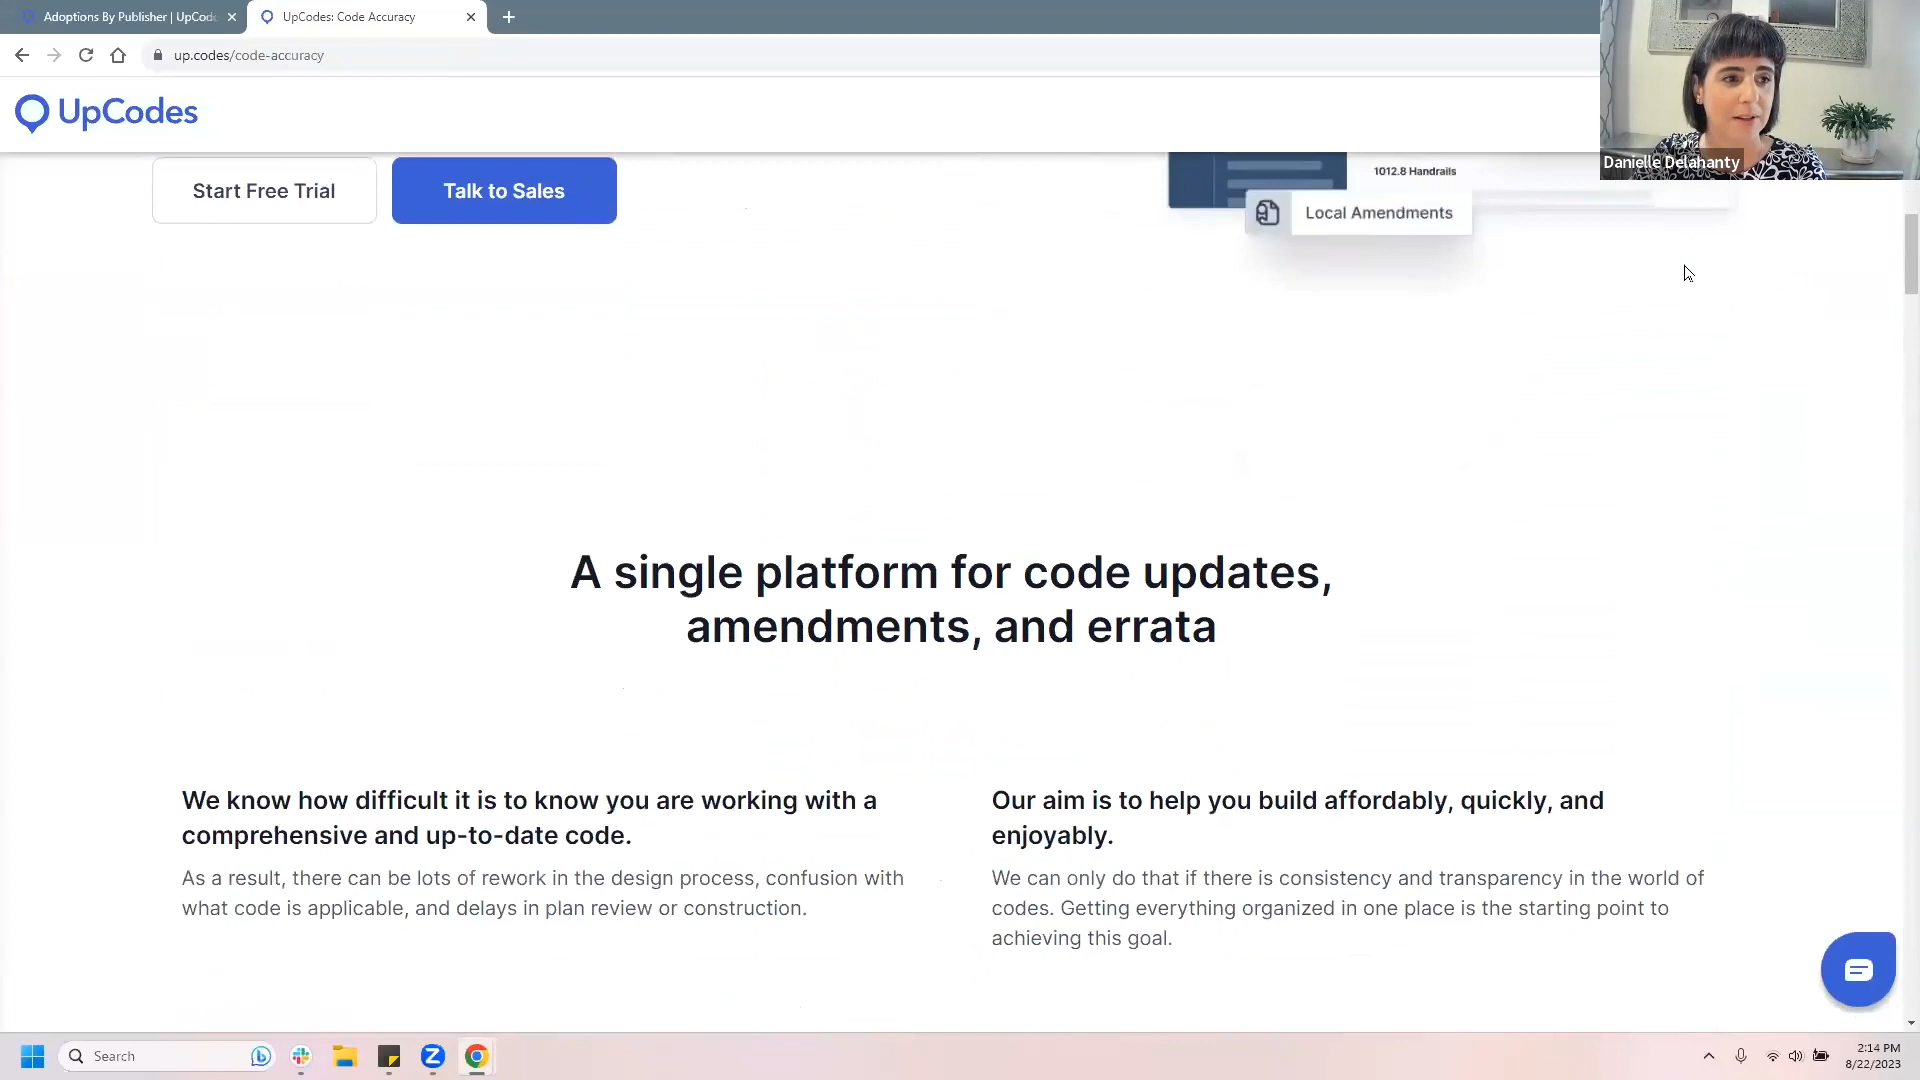 Adoptions By Publisher | UpCode
UpCodes: Code Accuracy
up.codes/code-accuracy
UpCodes
Danielle Delahanty
Start Free Trial
Talk to Sales
1012.8 Handrails
Local Amendments
A single platform for code updates,
amendments, and errata
We know how difficult it is to know you are working with a
comprehensive and up-to-date code.
As a result, there can be lots of rework in the design process, confusion with
what code is applicable, and delays in plan review or construction.
Our aim is to help you build affordably, quickly, and
enjoyably.
We can only do that if there is consistency and transparency in the world of
codes. Getting everything organized in one place is the starting point to
achieving this goal.
Search
2:14 PM
8/22/2023